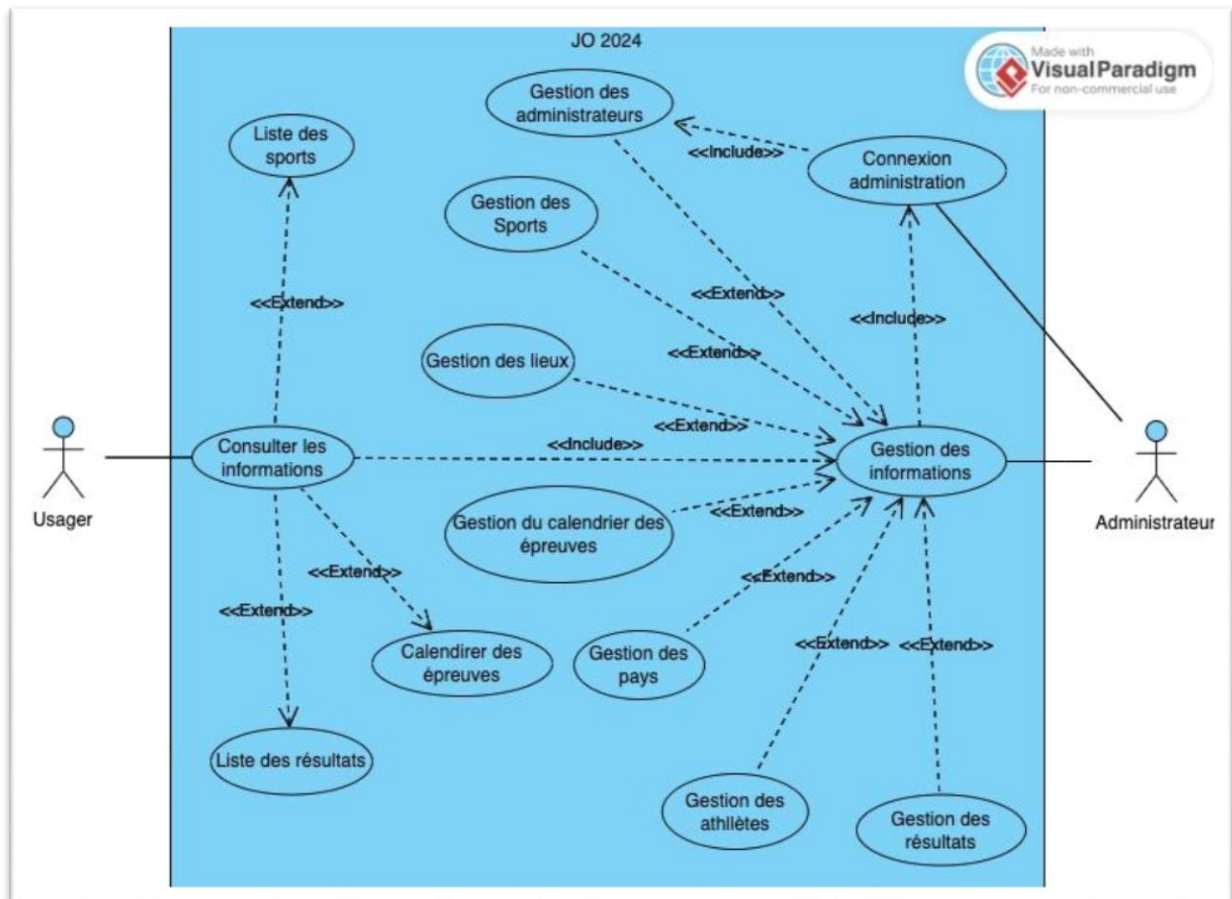 JO 2024
Made with
Visual Paradigm
For non-commercial use
Gestion des
administrateurs
Liste des
sports
<<Include>>
Connexion
administration
Gestion des
Sports
<<Extend>>
<<Extend>>
<<Include>>
<<Extend>>
Gestion des lieux
<<Extend>>
Consulter les
informations
<<Include>>
Gestion des
informations
Usager
Administrateur
Gestion du calendrier des
épreuves
<<Extend>>
<<Extend>>
<<Extend>>
<<Extend>>
<<Extend>>
<<Extend>>
Calendirer des
épreuves
Gestion des
pays
Liste des résultats
Gestion des
athllètes
Gestion des
résultats